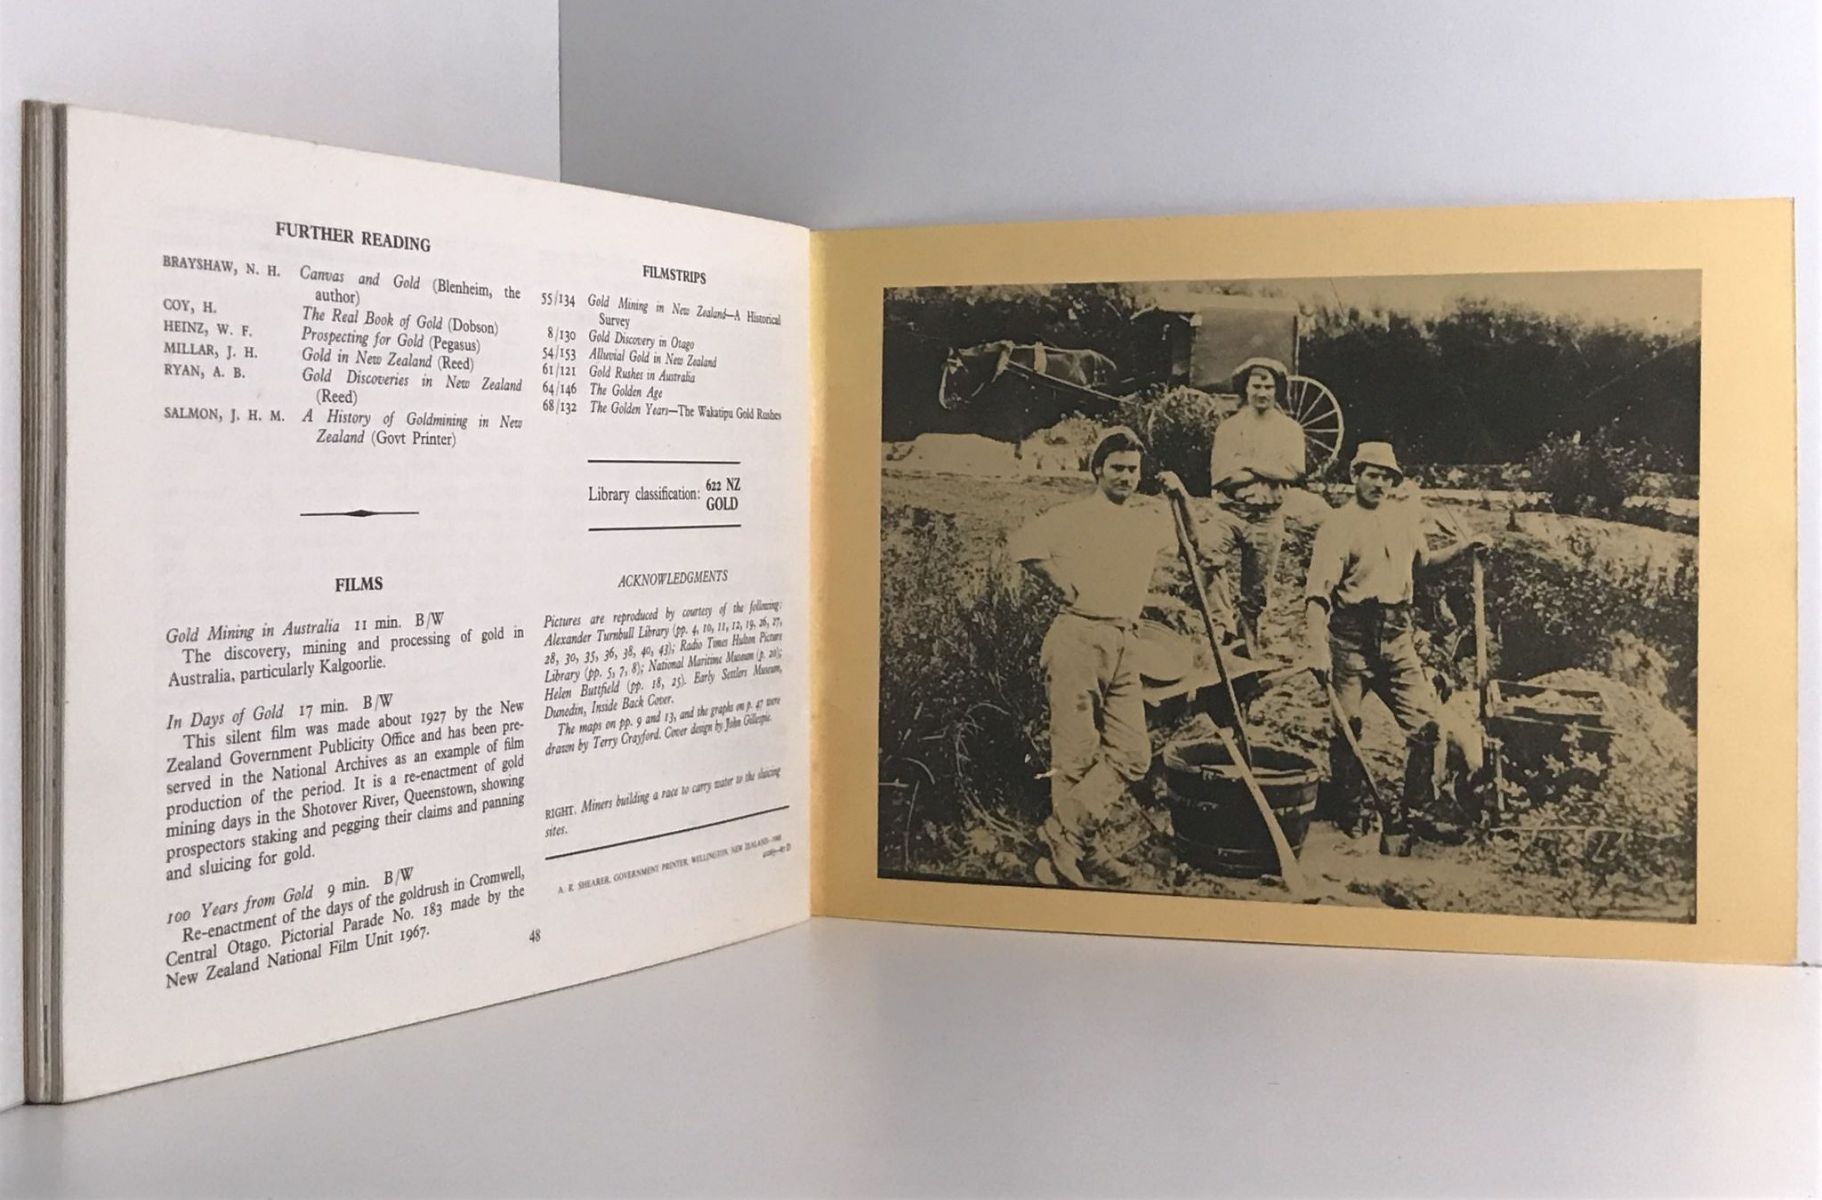 FURTHER READING
BRAYSHAW, N. H. Canvas and Gold (Blenheim, the
author)
COY, H. The Real Book of Gold (Dobson)
HEINZ, W. F. Prospecting for Gold (Pegasus)
MILLAR, J. H. Gold in New Zealand (Reed)
RYAN, A. B. Gold Discoveries in New Zealand
(Reed)
SALMON, J. H. M. A History of Goldmining in New
Zealand (Govt Printer)
FILMS
Gold Mining in Australia 11 min. B/W
The discovery, mining and processing of gold in
Australia, particularly Kalgoorlie.
In Days of Gold 17 min. B/W
This silent film was made about 1927 by the New
Zealand Government Publicity Office and has been pre-
served in the National Archives as an example of film
production of the period. It is a re-enactment of gold
mining days in the Shotover River, Queenstown, showing
prospectors staking and pegging their claims and panning
and sluicing for gold.
100 Years from Gold 9 min. B/W
Re-enactment of the days of the goldrush in Cromwell,
Central Otago. Pictorial Parade No. 183 made by the
New Zealand National Film Unit 1967.
FILMSTRIPS
55/134 Gold Mining in New Zealand—A Historical
Survey
8/130 Gold Discovery in Otago
54/153 Alluvial Gold in New Zealand
61/121 Gold Rushes in Australia
64/146 The Golden Age
68/132 The Golden Years—The Wakatipu Gold Rushes
Library classification: 622 NZ
GOLD
ACKNOWLEDGMENTS
Pictures are reproduced by courtesy of the following:
Alexander Turnbull Library (pp. 4, 10, 11, 12, 19, 26, 27,
28, 30, 35, 36, 38, 40, 43); Radio Times Hulton Picture
Library (pp. 5, 7, 8); National Maritime Museum (p. 20);
Helen Buttfield (pp. 18, 25). Early Settlers Museum,
Dunedin, Inside Back Cover.
The maps on pp. 9 and 13, and the graphs on p. 47 were
drawn by Terry Crayford. Cover design by John Gillespie.
RIGHT. Miners building a race to carry water to the sluicing
sites.
A. R. SHEARER, GOVERNMENT PRINTER, WELLINGTON, NEW ZEALAND
48